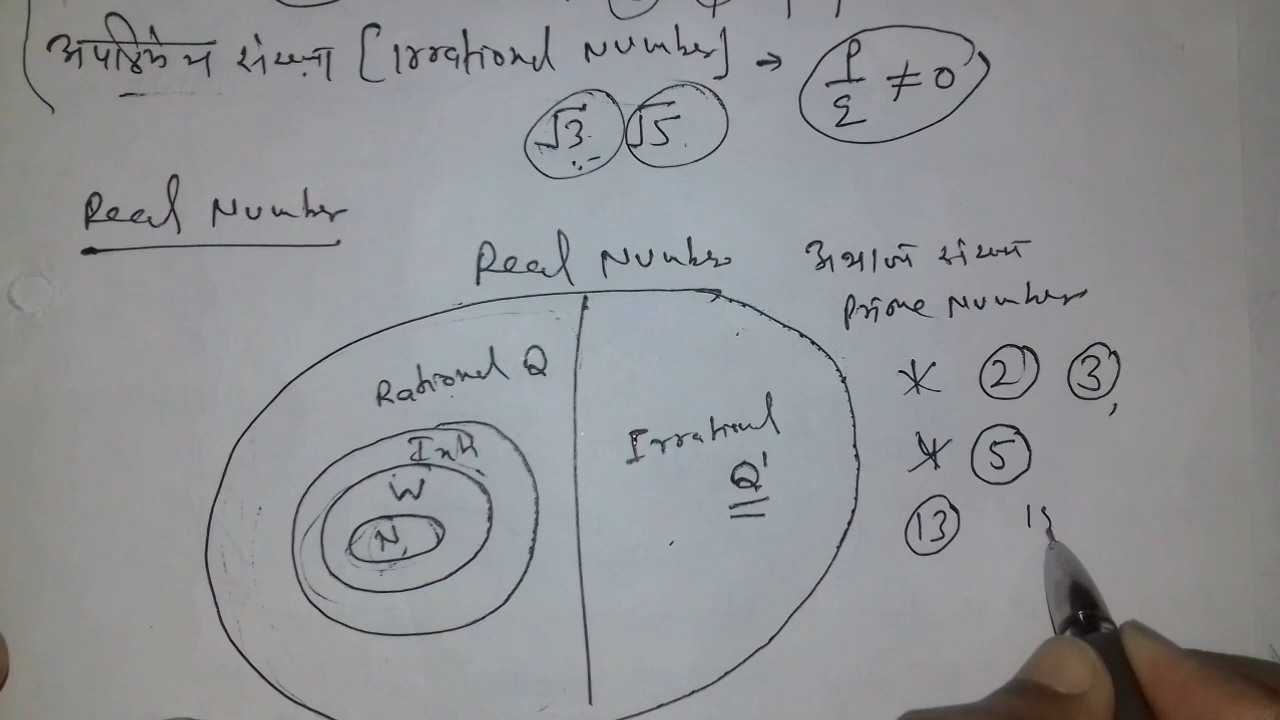 अपरिमेय संख्या [Irrational Number] → P/q ≠ 0
√3 √5
Real Number
Real Number
अभाज्य संख्या
Prime Number
Rational Q
Int
W
N
Irrational
Q'
* 2 3,
* 5
13